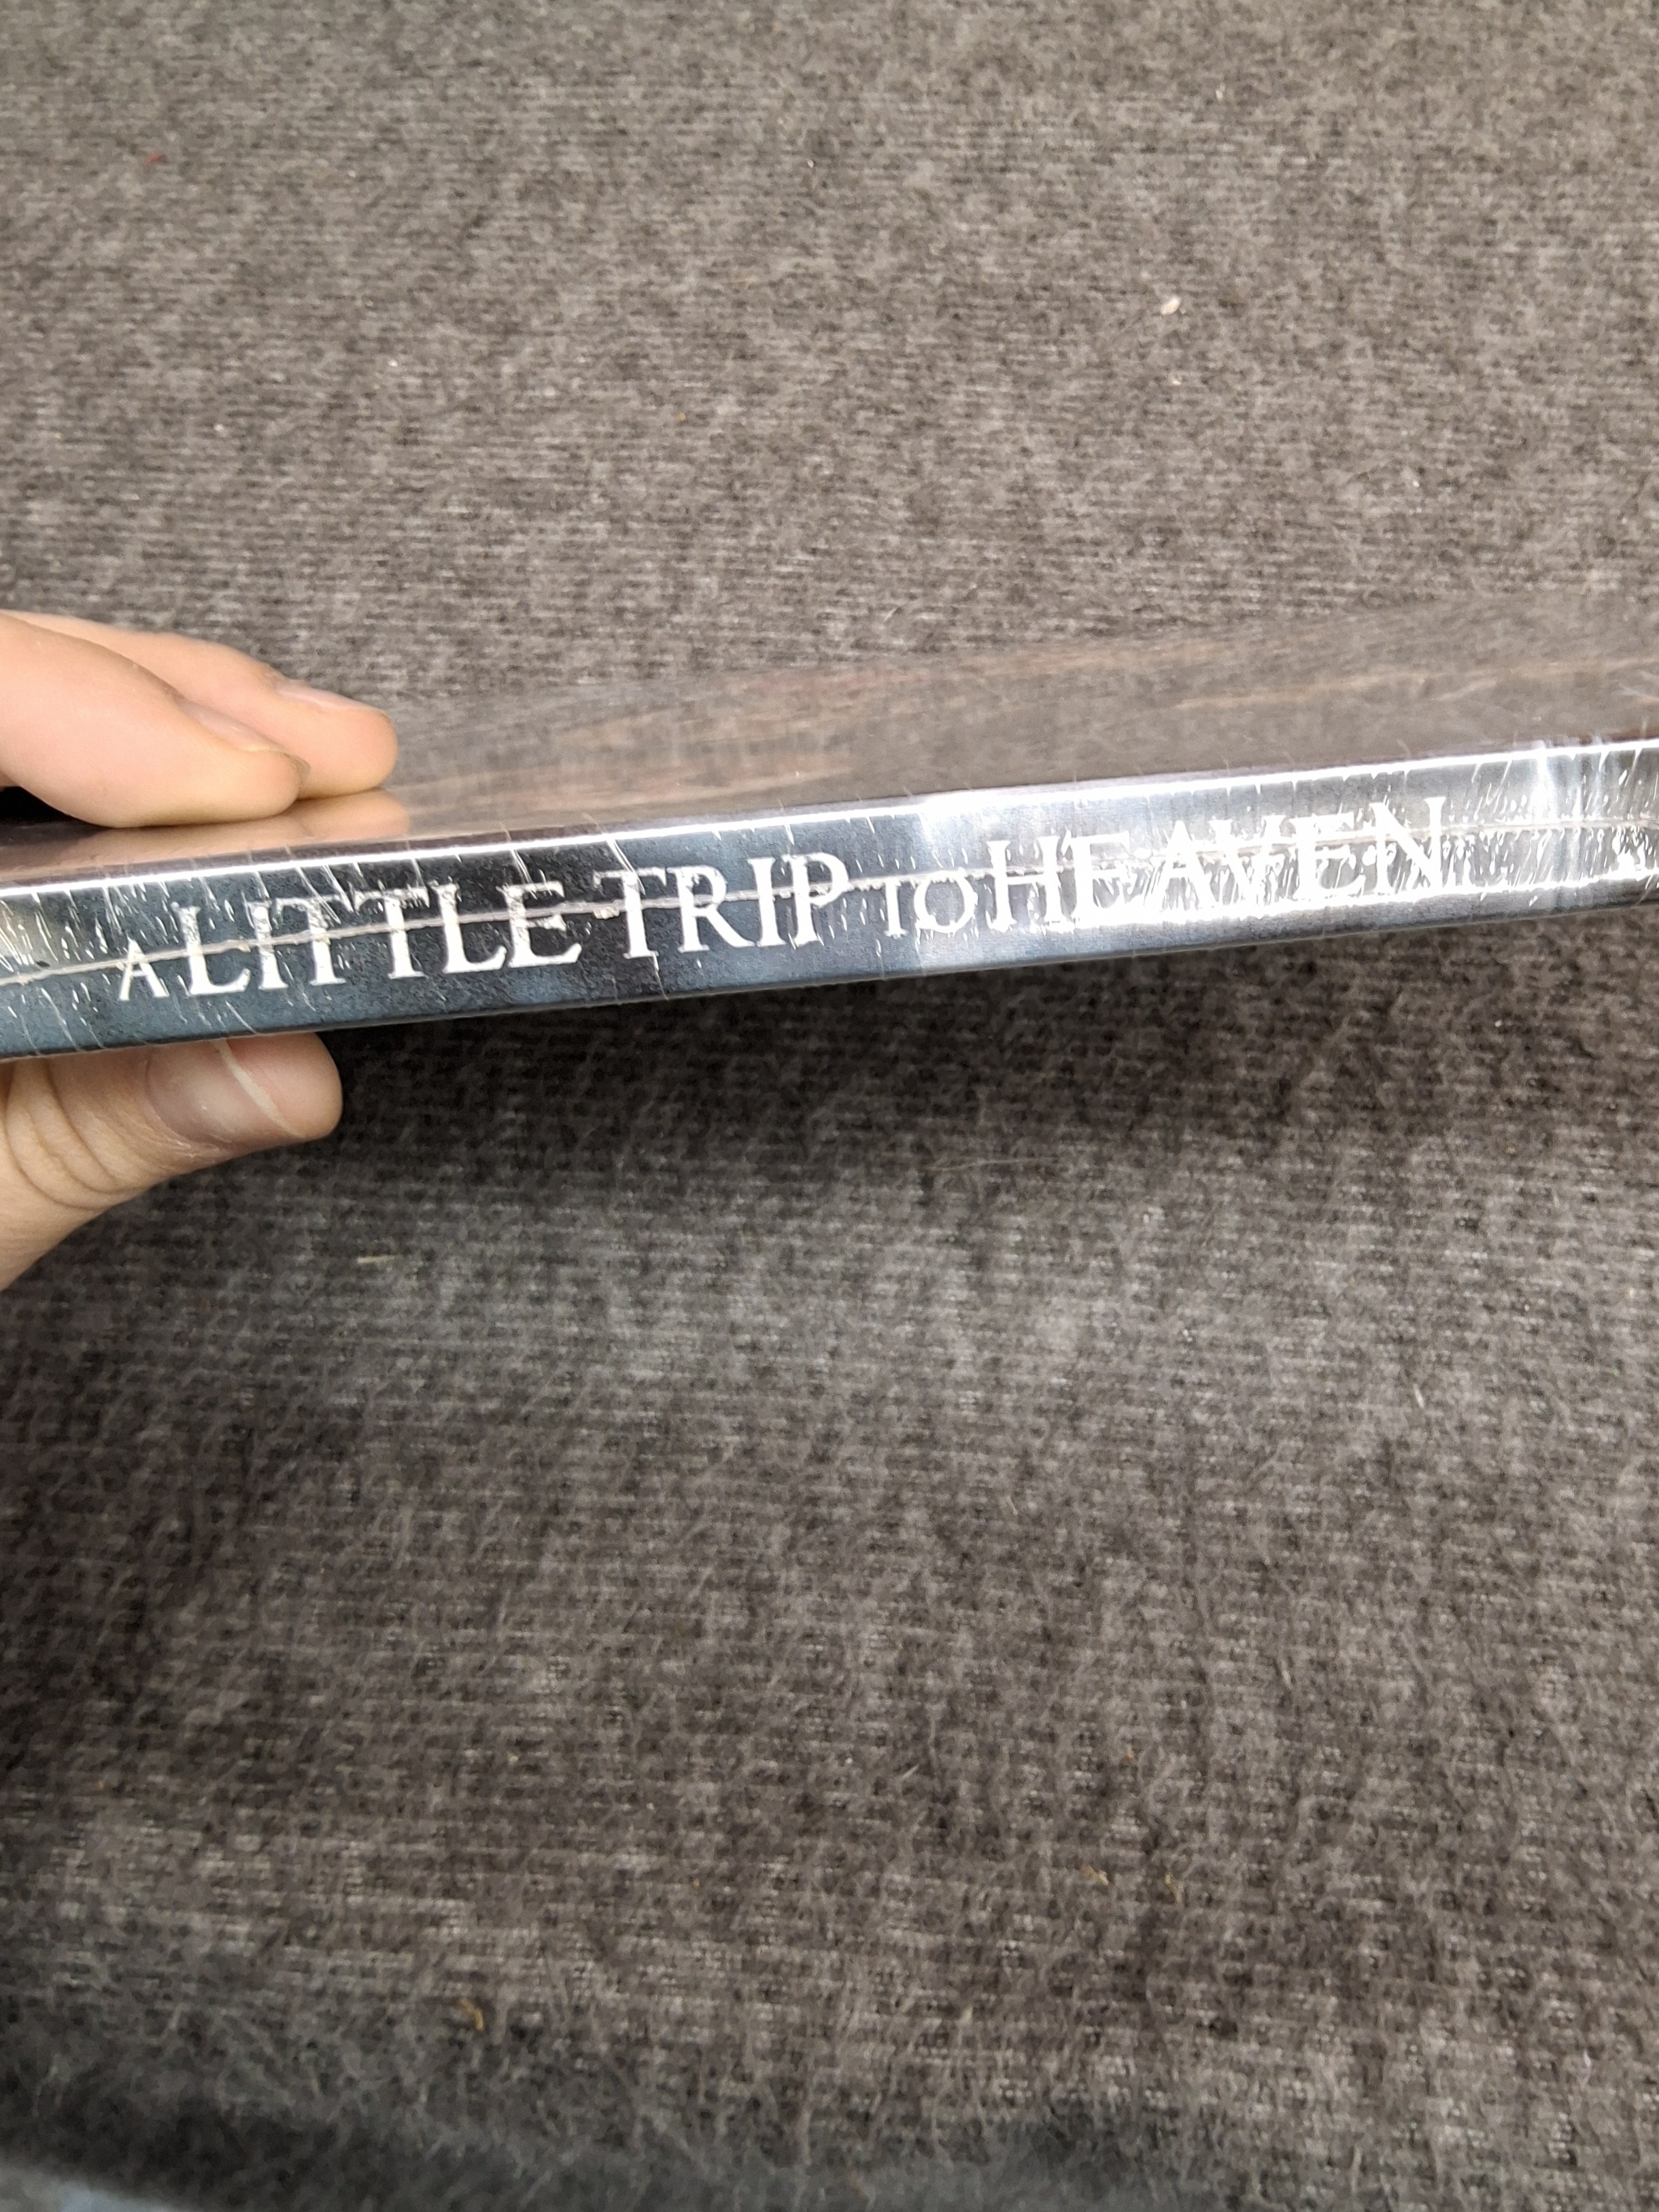 A LITTLE TRIP TO HEAVEN